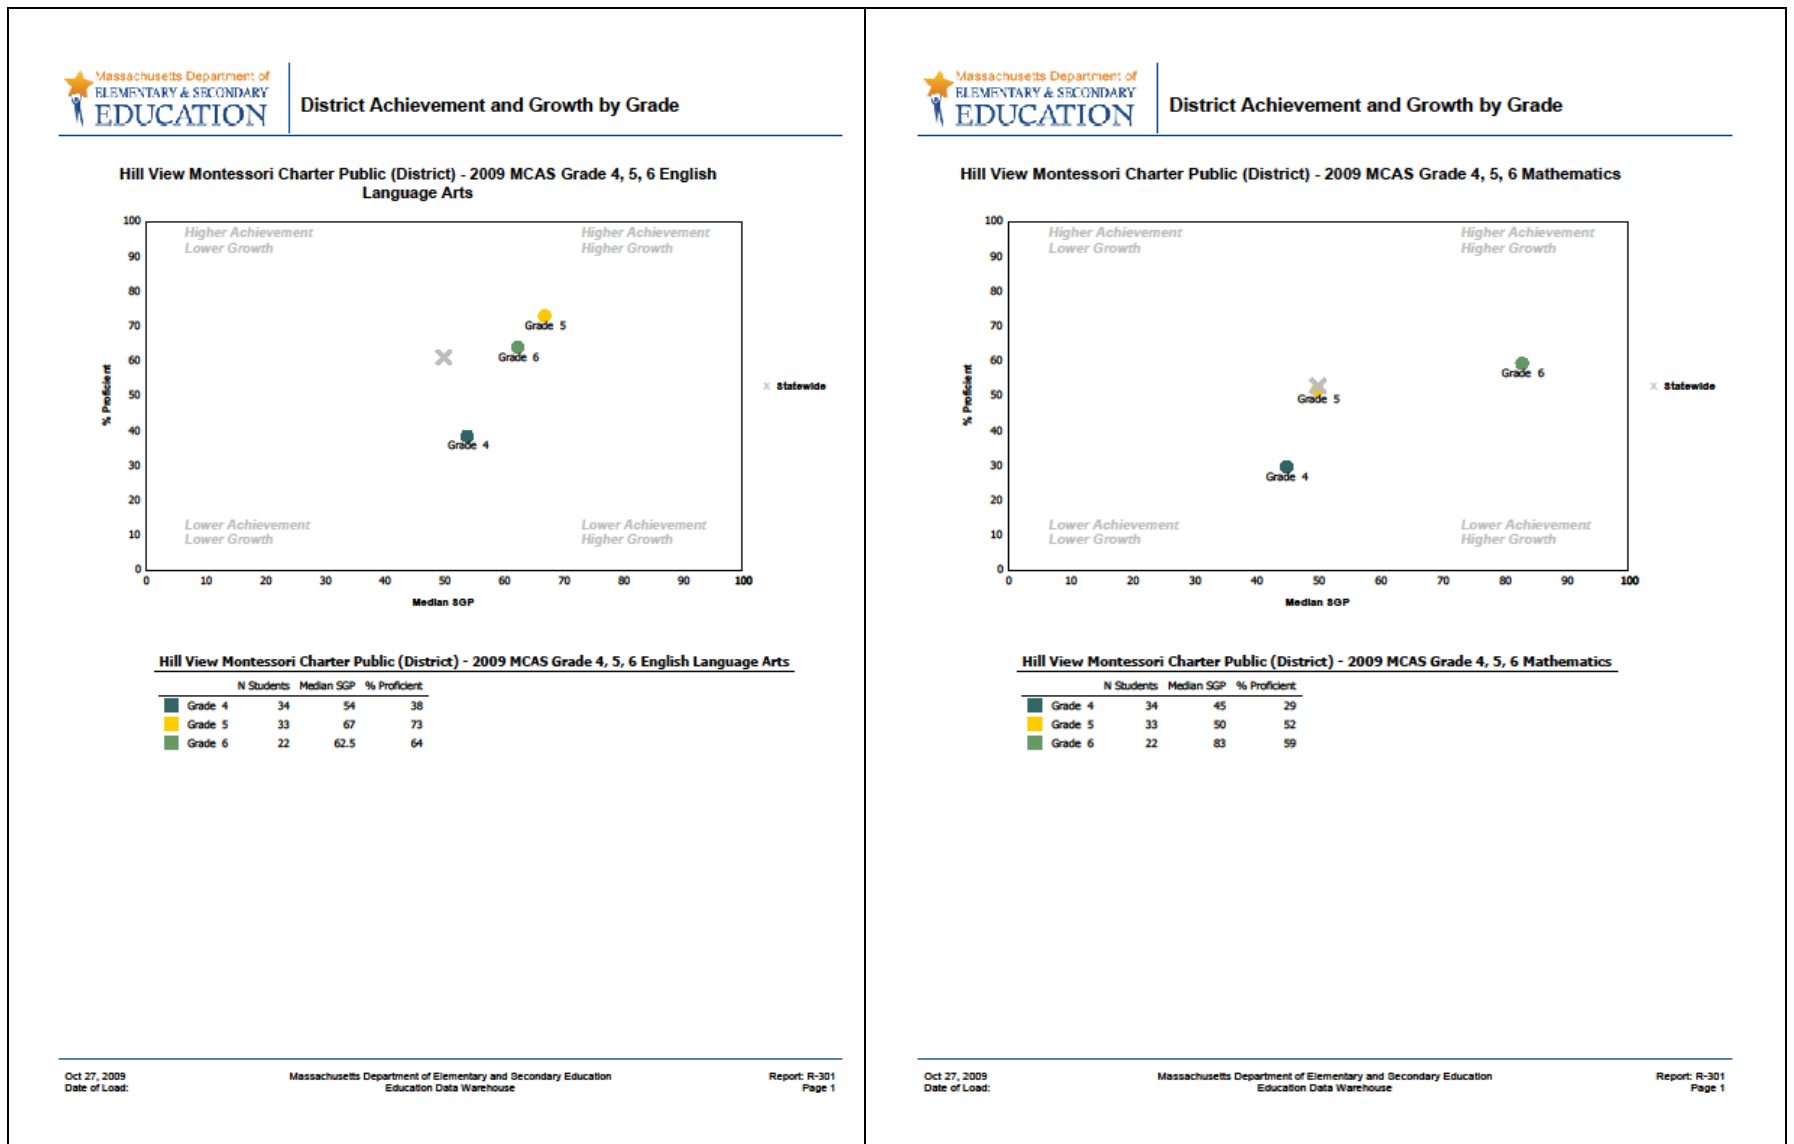 Massachusetts Department of
ELEMENTARY & SECONDARY
EDUCATION
District Achievement and Growth by Grade
Hill View Montessori Charter Public (District) - 2009 MCAS Grade 4, 5, 6 English
Language Arts
100
90
80
70
60
50
40
30
20
10
0
% Proficient
Higher Achievement
Lower Growth
Higher Achievement
Higher Growth
Grade 5
Grade 6
Grade 4
Lower Achievement
Lower Growth
Lower Achievement
Higher Growth
X Statewide
0 10 20 30 40 50 60 70 80 90 100
Median SGP
Hill View Montessori Charter Public (District) - 2009 MCAS Grade 4, 5, 6 English Language Arts
N Students Median SGP % Proficient
Grade 4 34 54 38
Grade 5 33 67 73
Grade 6 22 62.5 64
Oct 27, 2009
Date of Load:
Massachusetts Department of Elementary and Secondary Education
Education Data Warehouse
Report: R-301
Page 1
Massachusetts Department of
ELEMENTARY & SECONDARY
EDUCATION
District Achievement and Growth by Grade
Hill View Montessori Charter Public (District) - 2009 MCAS Grade 4, 5, 6 Mathematics
100
90
80
70
60
50
40
30
20
10
0
% Proficient
Higher Achievement
Lower Growth
Higher Achievement
Higher Growth
Grade 6
Grade 5
Grade 4
Lower Achievement
Lower Growth
Lower Achievement
Higher Growth
X Statewide
0 10 20 30 40 50 60 70 80 90 100
Median SGP
Hill View Montessori Charter Public (District) - 2009 MCAS Grade 4, 5, 6 Mathematics
N Students Median SGP % Proficient
Grade 4 34 45 29
Grade 5 33 50 52
Grade 6 22 83 59
Oct 27, 2009
Date of Load:
Massachusetts Department of Elementary and Secondary Education
Education Data Warehouse
Report: R-301
Page 1